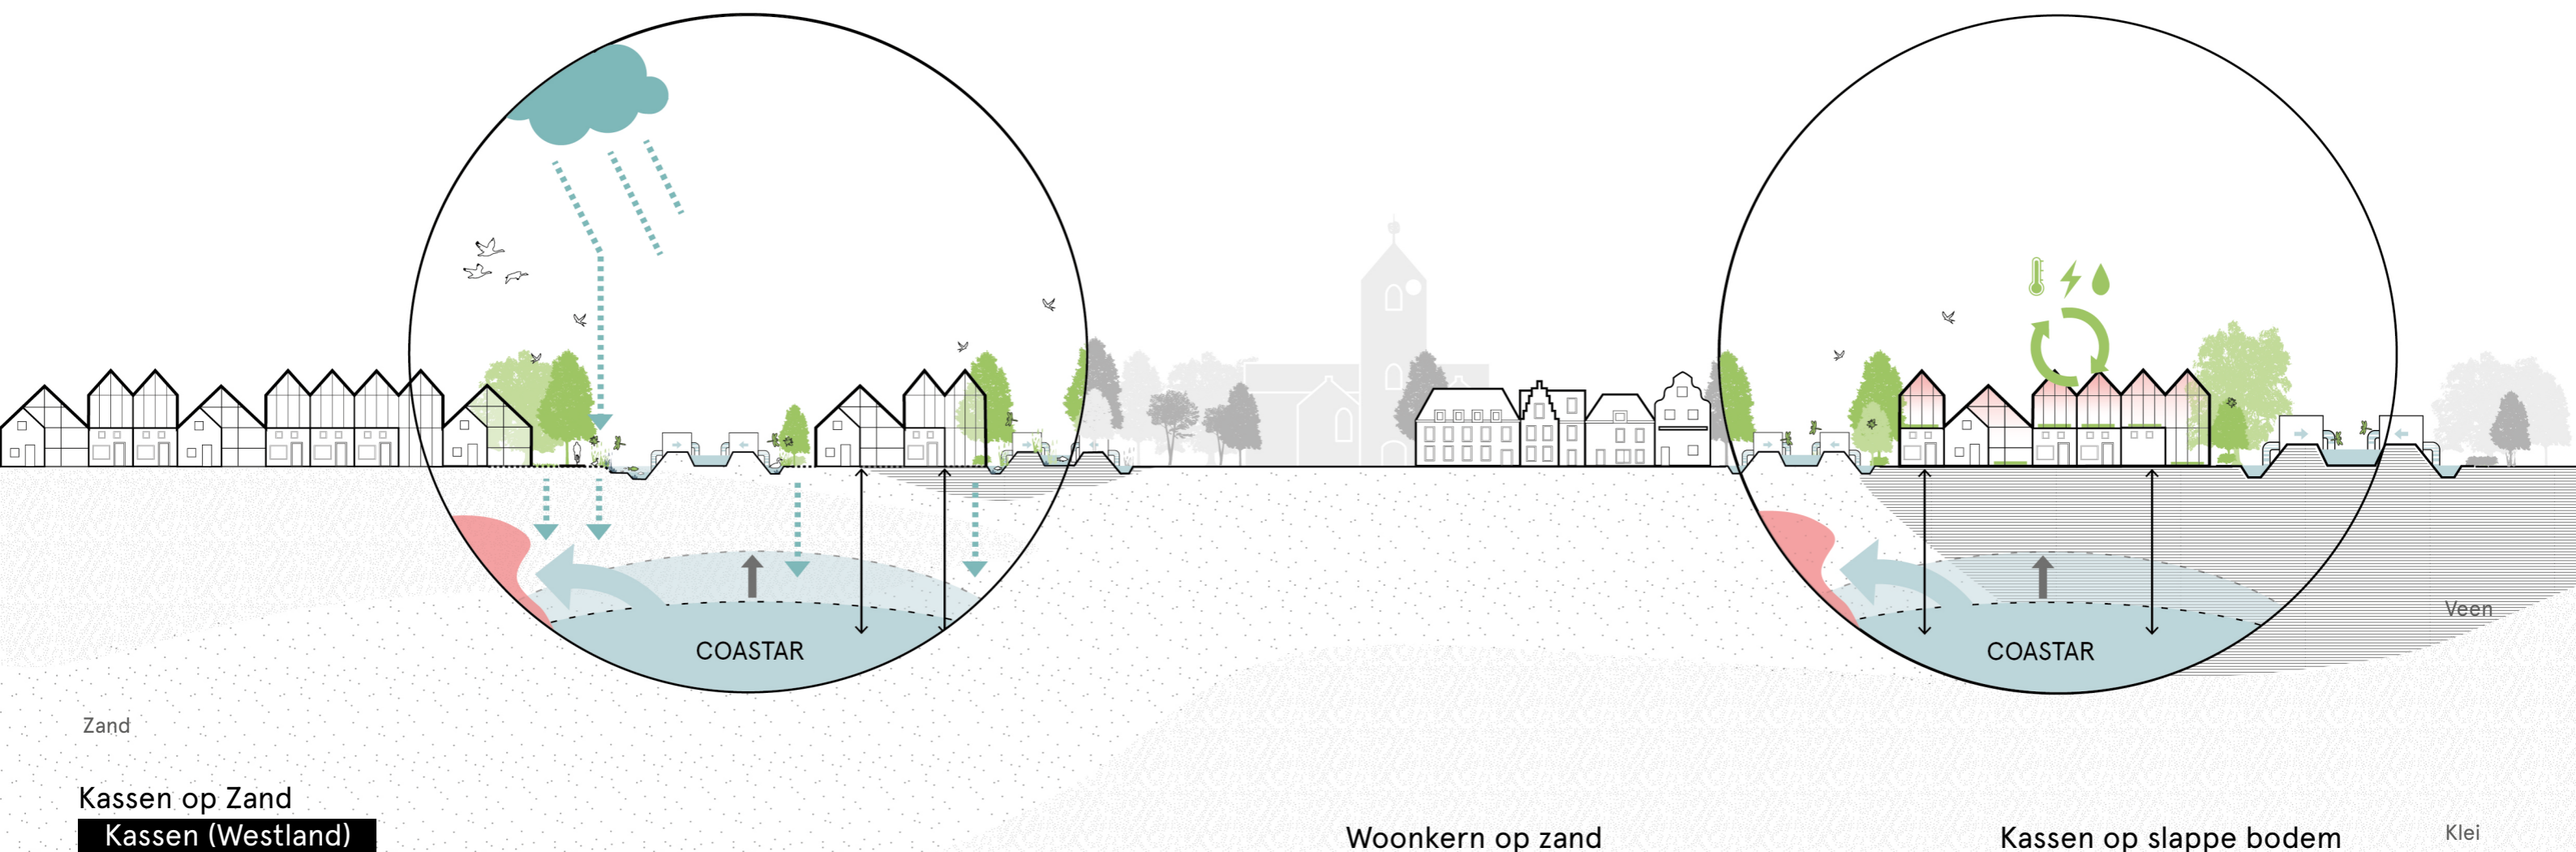 COASTAR
COASTAR
Veen
Zand
Kassen op Zand
Kassen (Westland)
Woonkern op zand
Kassen op slappe bodem
Klei